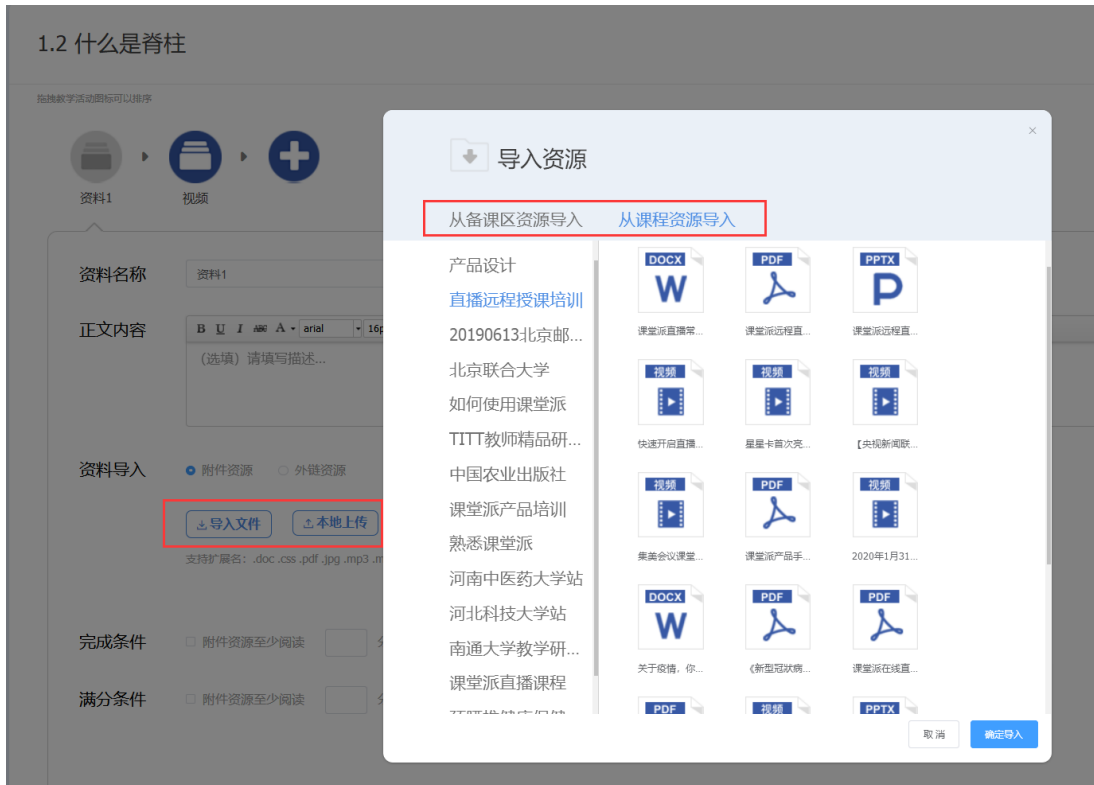 1.2 什么是脊柱
拖拽教学活动图标可以排序
资料1
视频
资料名称
资料1
正文内容
B U I ABC A arial 16p
（选填）请填写描述...
资料导入
附件资源
外链资源
导入文件
本地上传
支持扩展名：.doc .css .pdf .jpg .mp3 .m
完成条件
附件资源至少阅读
满分条件
附件资源至少阅读
导入资源
从备课区资源导入
从课程资源导入
产品设计
直播远程授课培训
20190613北京邮...
北京联合大学
如何使用课堂派
TITT教师精品研...
中国农业出版社
课堂派产品培训
熟悉课堂派
河南中医药大学站
河北科技大学站
南通大学教学研...
课堂派直播课程
DOCX
W
课堂派直播常...
PDF
课堂派远程直...
PPTX
P
课堂派远程直...
视频
快速开启直播...
视频
星星卡首次亮...
视频
【央视新闻联...
视频
集美会议课堂...
PDF
课堂派产品手...
视频
2020年1月31...
DOCX
W
关于疫情，你...
PDF
《新型冠状病...
PDF
课堂派在线直...
PDF
视频
PPTX
取消
确定导入